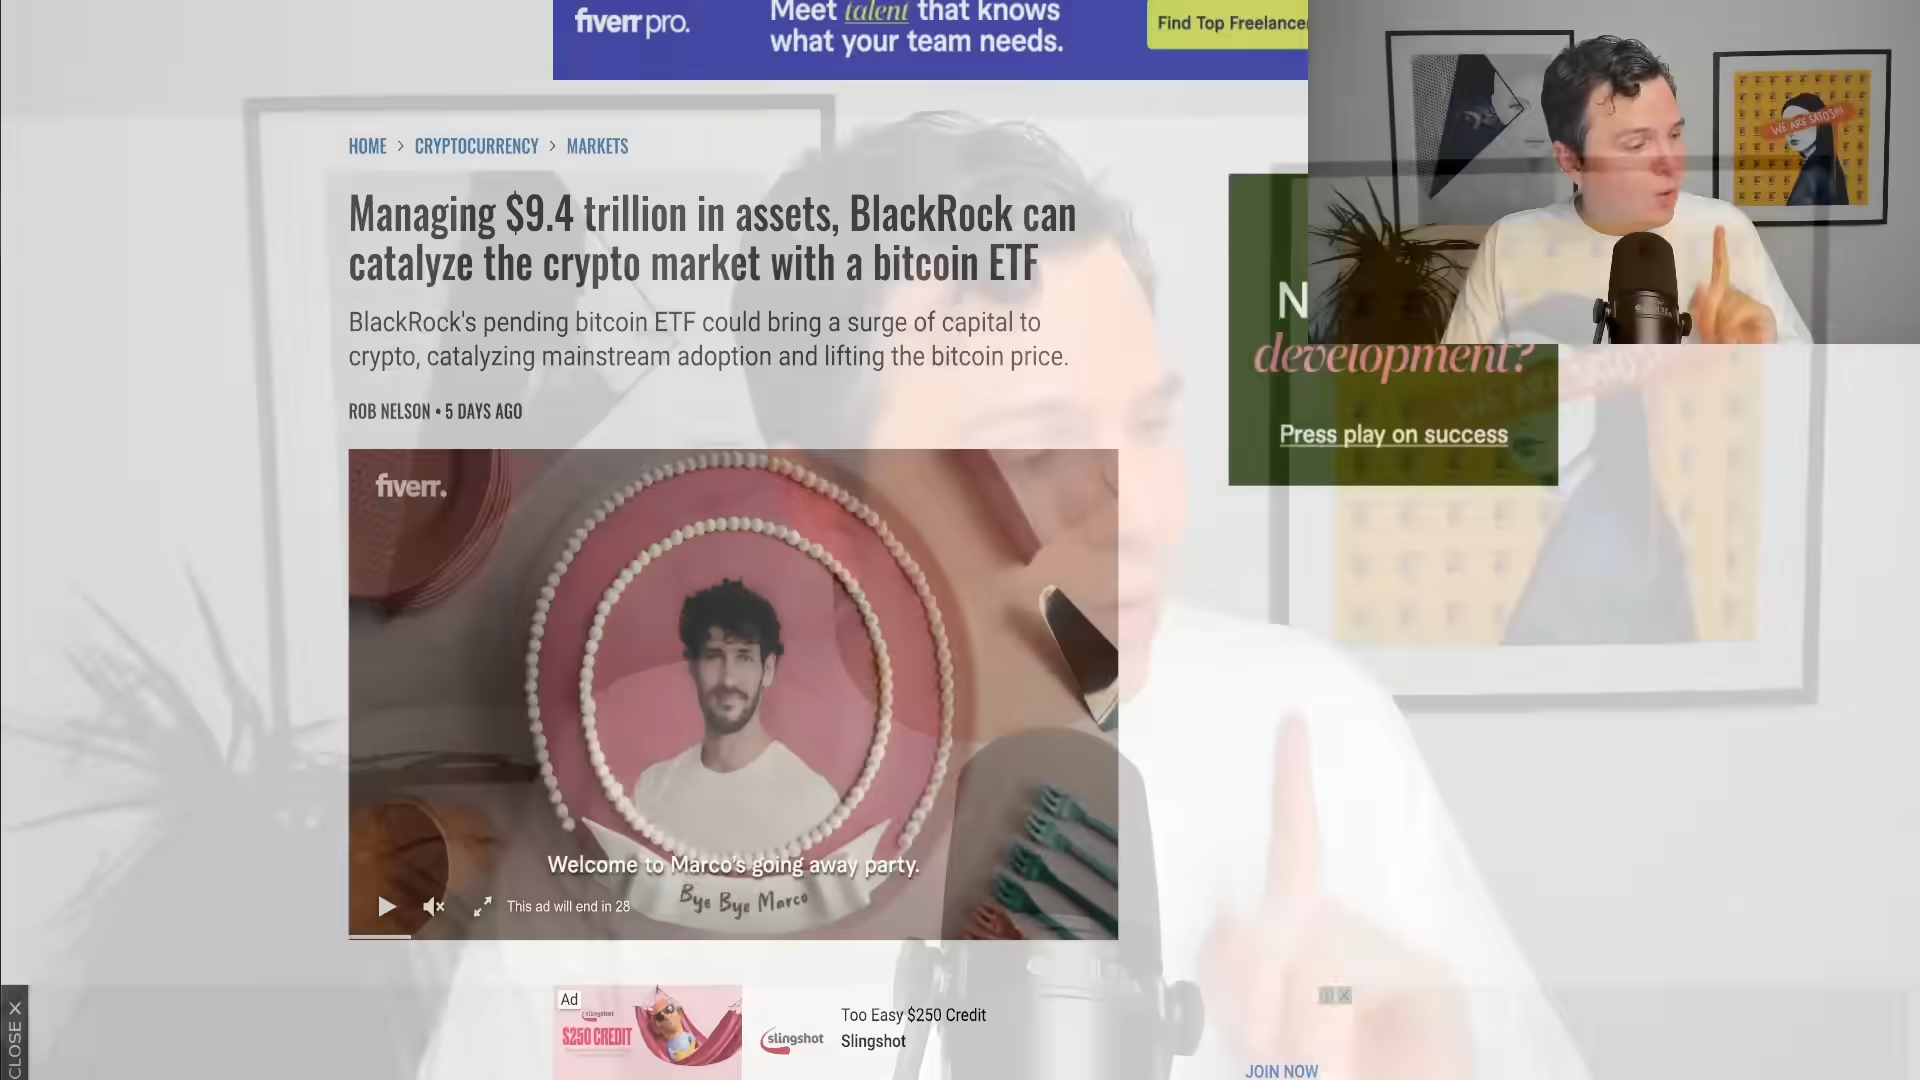 fiverr pro.
Meet talent that knows
what your team needs.
Find Top Freelance
HOME > CRYPTOCURRENCY > MARKETS
WE ARE SATOSHI
Managing $9.4 trillion in assets, BlackRock can
catalyze the crypto market with a bitcoin ETF
BlackRock's pending bitcoin ETF could bring a surge of capital to
crypto, catalyzing mainstream adoption and lifting the bitcoin price.
ROB NELSON • 5 DAYS AGO
N
development?
Press play on success
fiverr.
Welcome to Marco's going away party.
Bye Bye Marco
This ad will end in 28
CLOSE X
Ad
slingshot
$250 CREDIT
slingshot
Too Easy $250 Credit
Slingshot
JOIN NOW